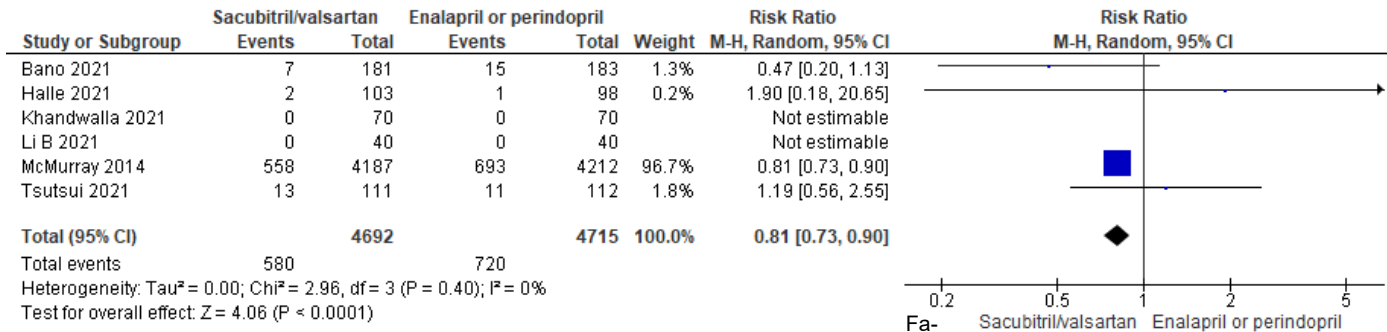 Sacubitril/valsartan Enalapril or perindopril Risk Ratio Risk Ratio
Study or Subgroup Events Total Events Total Weight M-H, Random, 95% CI M-H, Random, 95% CI
Bano 2021 7 181 15 183 1.3% 0.47 [0.20, 1.13]
Halle 2021 2 103 1 98 0.2% 1.90 [0.18, 20.65]
Khandwalla 2021 0 70 0 70 Not estimable
Li B 2021 0 40 0 40 Not estimable
McMurray 2014 558 4187 693 4212 96.7% 0.81 [0.73, 0.90]
Tsutsui 2021 13 111 11 112 1.8% 1.19 [0.56, 2.55]
Total (95% CI) 4692 4715 100.0% 0.81 [0.73, 0.90]
Total events 580 720
Heterogeneity: Tau² = 0.00; Chi² = 2.96, df = 3 (P = 0.40); I² = 0%
Test for overall effect: Z = 4.06 (P < 0.0001)
0.2 0.5 1 2 5
Fa- Sacubitril/valsartan Enalapril or perindopril